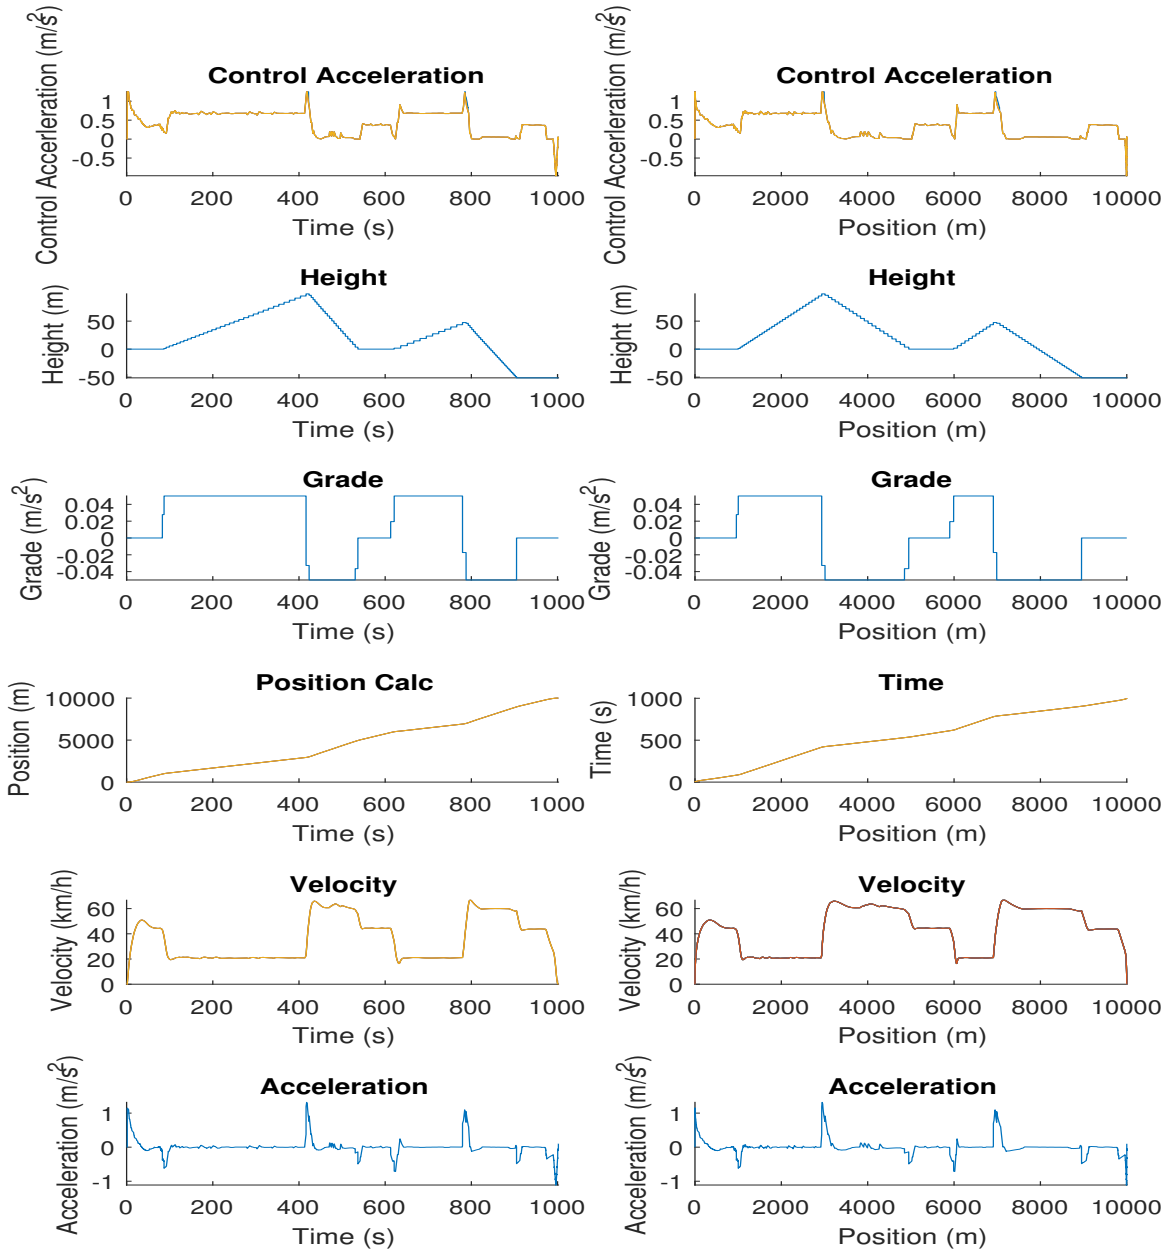 Control Acceleration
Control Accerleration (m/s²)
1
0.5
0
-0.5
0 200 400 600 800 1000
Time (s)
Control Acceleration
Control Accerleration (m/s²)
1
0.5
0
-0.5
0 2000 4000 6000 8000 10000
Position (m)
Height
Height (m)
50
0
-50
0 200 400 600 800 1000
Time (s)
Height
Height (m)
50
0
-50
0 2000 4000 6000 8000 10000
Position (m)
Grade
Grade (m/s²)
0.04
0.02
0
-0.02
-0.04
0 200 400 600 800 1000
Time (s)
Grade
Grade (m/s²)
0.04
0.02
0
-0.02
-0.04
0 2000 4000 6000 8000 10000
Position (m)
Position Calc
Position (m)
10000
5000
0
0 200 400 600 800 1000
Time (s)
Time
Time (s)
1000
500
0
0 2000 4000 6000 8000 10000
Position (m)
Velocity
Velocity (km/h)
60
40
20
0
0 200 400 600 800 1000
Time (s)
Velocity
Velocity (km/h)
60
40
20
0
0 2000 4000 6000 8000 10000
Position (m)
Acceleration
Acceleration (m/s²)
1
0
-1
0 200 400 600 800 1000
Time (s)
Acceleration
Acceleration (m/s²)
1
0
-1
0 2000 4000 6000 8000 10000
Position (m)